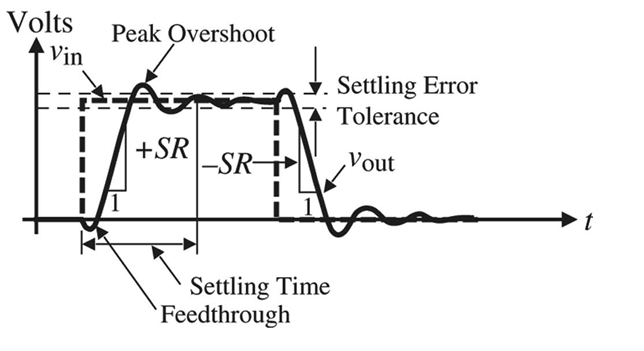 Volts
vin
Peak Overshoot
Settling Error
Tolerance
+SR
–SR
vout
1
1
t
Settling Time
Feedthrough